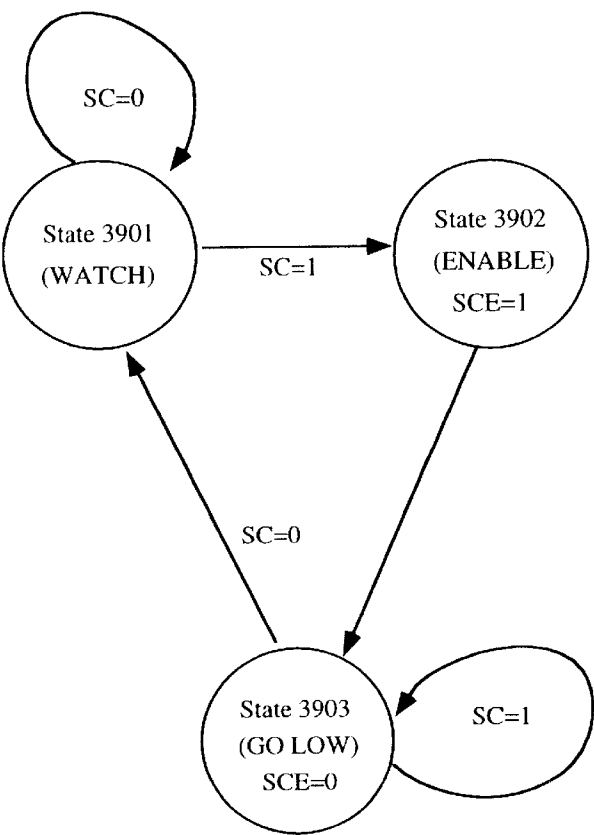 SC=0
State 3901
(WATCH)
SC=1
State 3902
(ENABLE)
SCE=1
SC=0
State 3903
(GO LOW)
SCE=0
SC=1